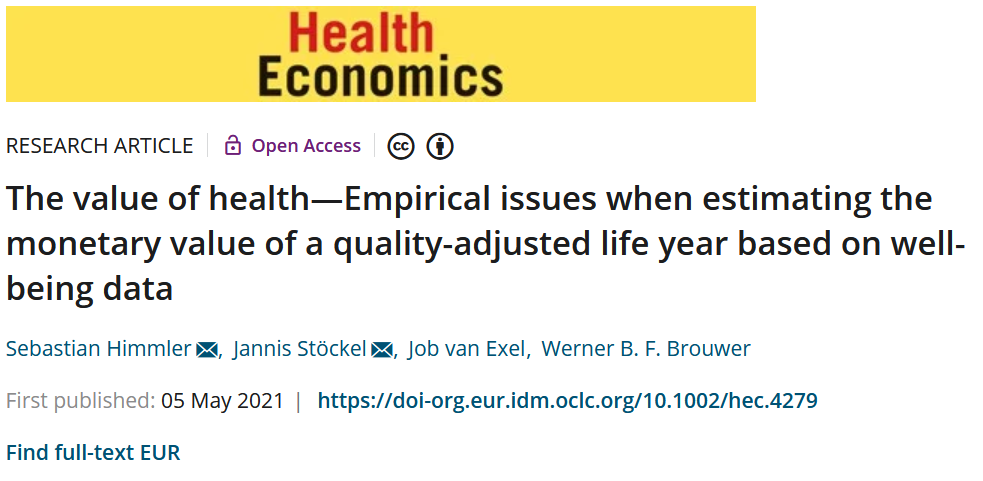 Health
Economics
RESEARCH ARTICLE | Open Access | cc
The value of health—Empirical issues when estimating the
monetary value of a quality-adjusted life year based on well-
being data
Sebastian Himmler, Jannis Stöckel, Job van Exel, Werner B. F. Brouwer
First published: 05 May 2021 | https://doi-org.eur.idm.oclc.org/10.1002/hec.4279
Find full-text EUR